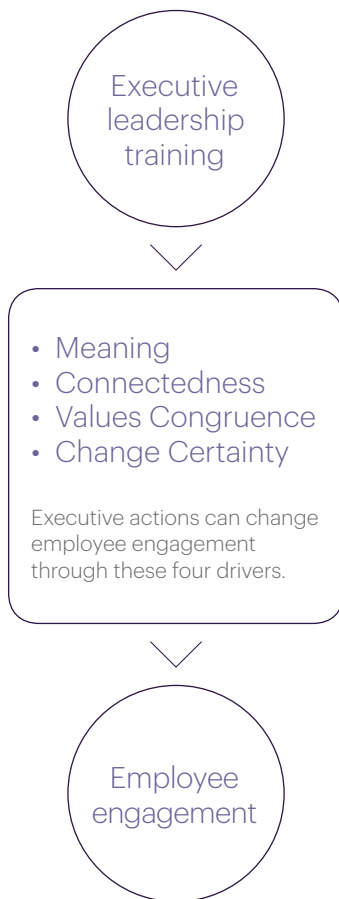 Executive
leadership
training
• Meaning
• Connectedness
• Values Congruence
• Change Certainty
Executive actions can change
employee engagement
through these four drivers.
Employee
engagement